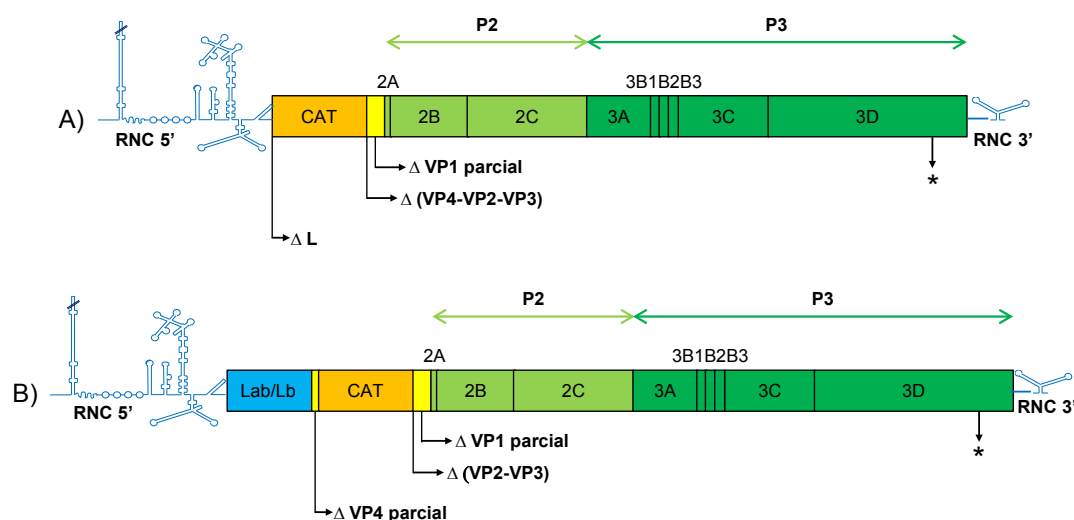 P2 P3
2A 3B1B2B3
A) CAT 2B 2C 3A 3C 3D
RNC 5’ RNC 3’
Δ VP1 parcial
*
Δ (VP4-VP2-VP3)
Δ L
P2 P3
2A 3B1B2B3
B) Lab/Lb CAT 2B 2C 3A 3C 3D
RNC 5’ RNC 3’
Δ VP1 parcial
*
Δ (VP2-VP3)
Δ VP4 parcial